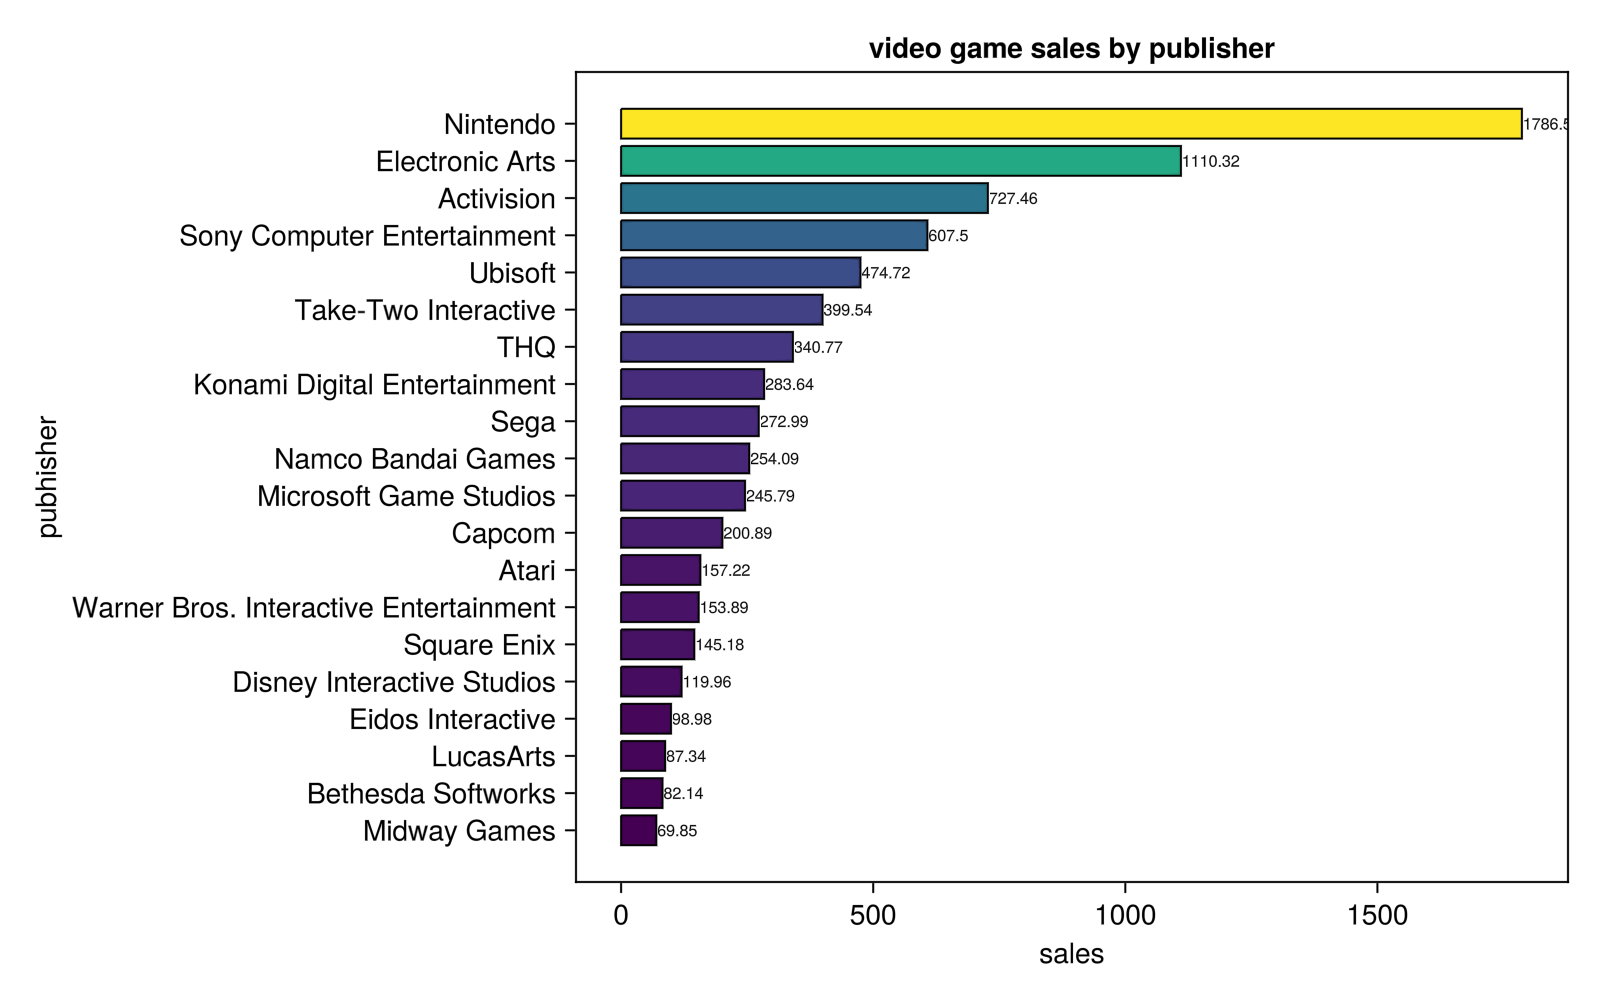 video game sales by publisher
Nintendo 1786.5
Electronic Arts 1110.32
Activision 727.46
Sony Computer Entertainment 607.5
Ubisoft 474.72
Take-Two Interactive 399.54
THQ 340.77
Konami Digital Entertainment 283.64
Sega 272.99
Namco Bandai Games 254.09
Microsoft Game Studios 245.79
Capcom 200.89
Atari 157.22
Warner Bros. Interactive Entertainment 153.89
Square Enix 145.18
Disney Interactive Studios 119.96
Eidos Interactive 98.98
LucasArts 87.34
Bethesda Softworks 82.14
Midway Games 69.85
pubhisher
0 500 1000 1500
sales